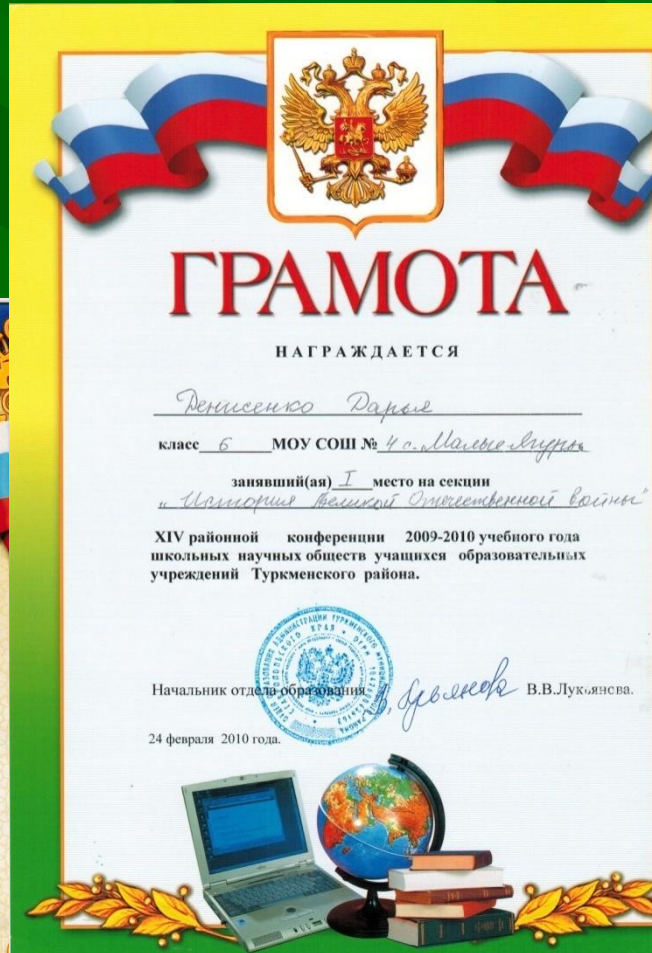 ГРАМОТА
НАГРАЖДАЕТСЯ
Денисенко Дарья
класс 6 МОУ СОШ № 4 с. Малые Ягуры
занявший(ая) I место на секции
"История Великой Отечественной войны"
XIV районной конференции 2009-2010 учебного года
школьных научных обществ учащихся образовательных
учреждений Туркменского района.
Начальник отдела образования В.В.Лукьянова.
24 февраля 2010 года.